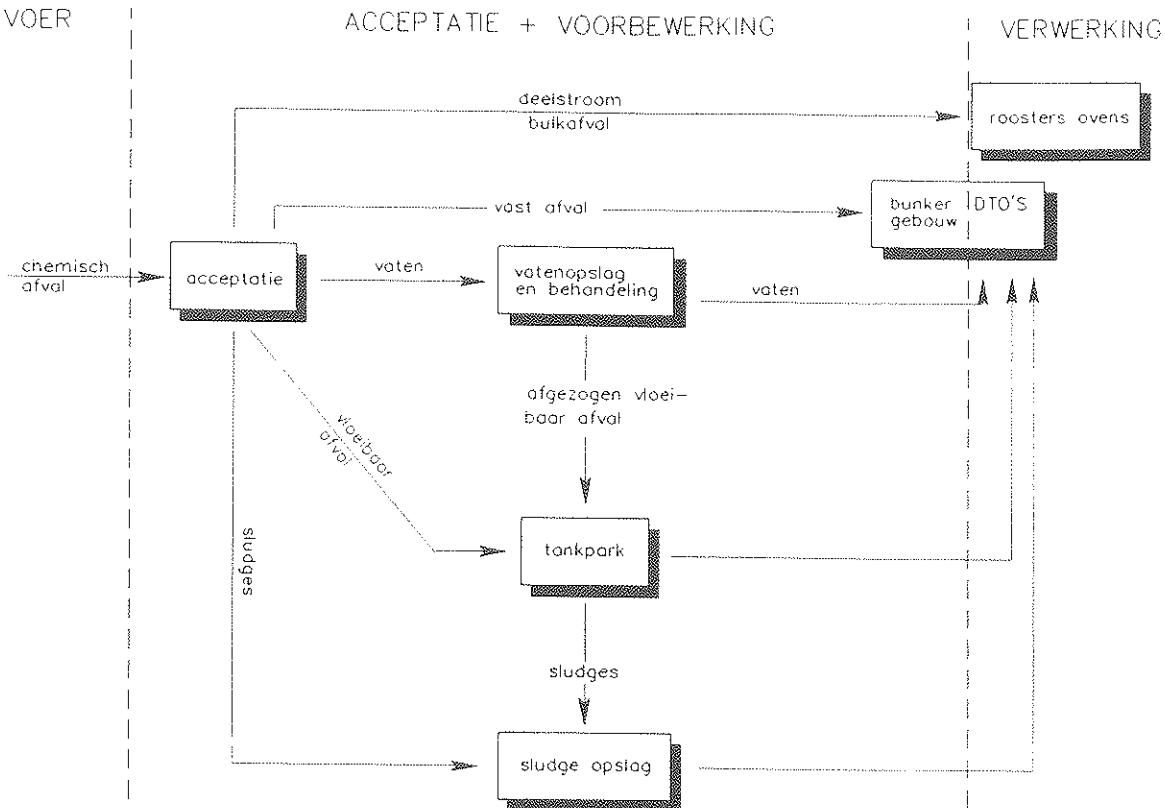 VOER
ACCEPTATIE + VOORBEWERKING
VERWERKING
deelstroom
bulkafval
roosters ovens
vast afval
bunker DTO'S
gebouw
chemisch
afval
acceptatie
vaten
vatenopslag
en behandeling
vaten
afgezogen vloei-
baar afval
vloeibaar
afval
sludges
tankpark
sludges
sludge opslag